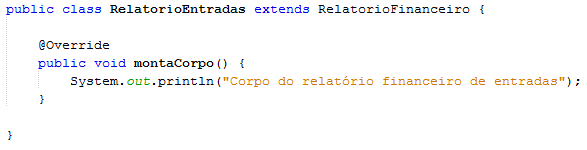 public class RelatorioEntradas extends RelatorioFinanceiro {
@Override
public void montaCorpo() {
System.out.println("Corpo do relatório financeiro de entradas");
}
}